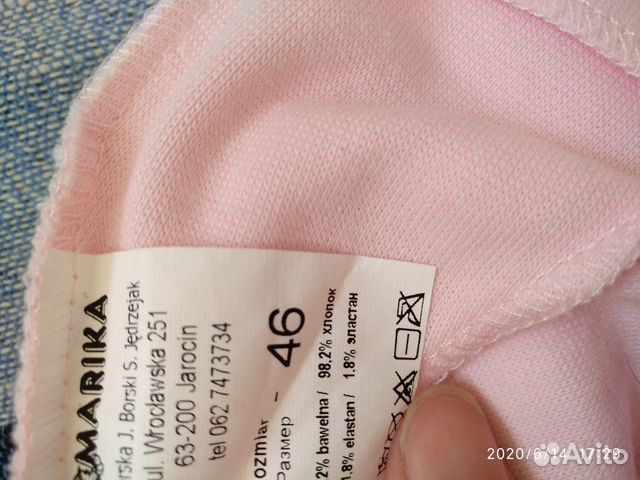 MARIKA
rska J. Borski S. Jędrzejak
ul. Wrocławska 251
63-200 Jarocin
tel 062 7473734
ozmiar - 46
Размер
2% bawełna / 98.2% хлопок
1.8% elastan / 1.8% эластан
2020/6/14 17:29
Avito